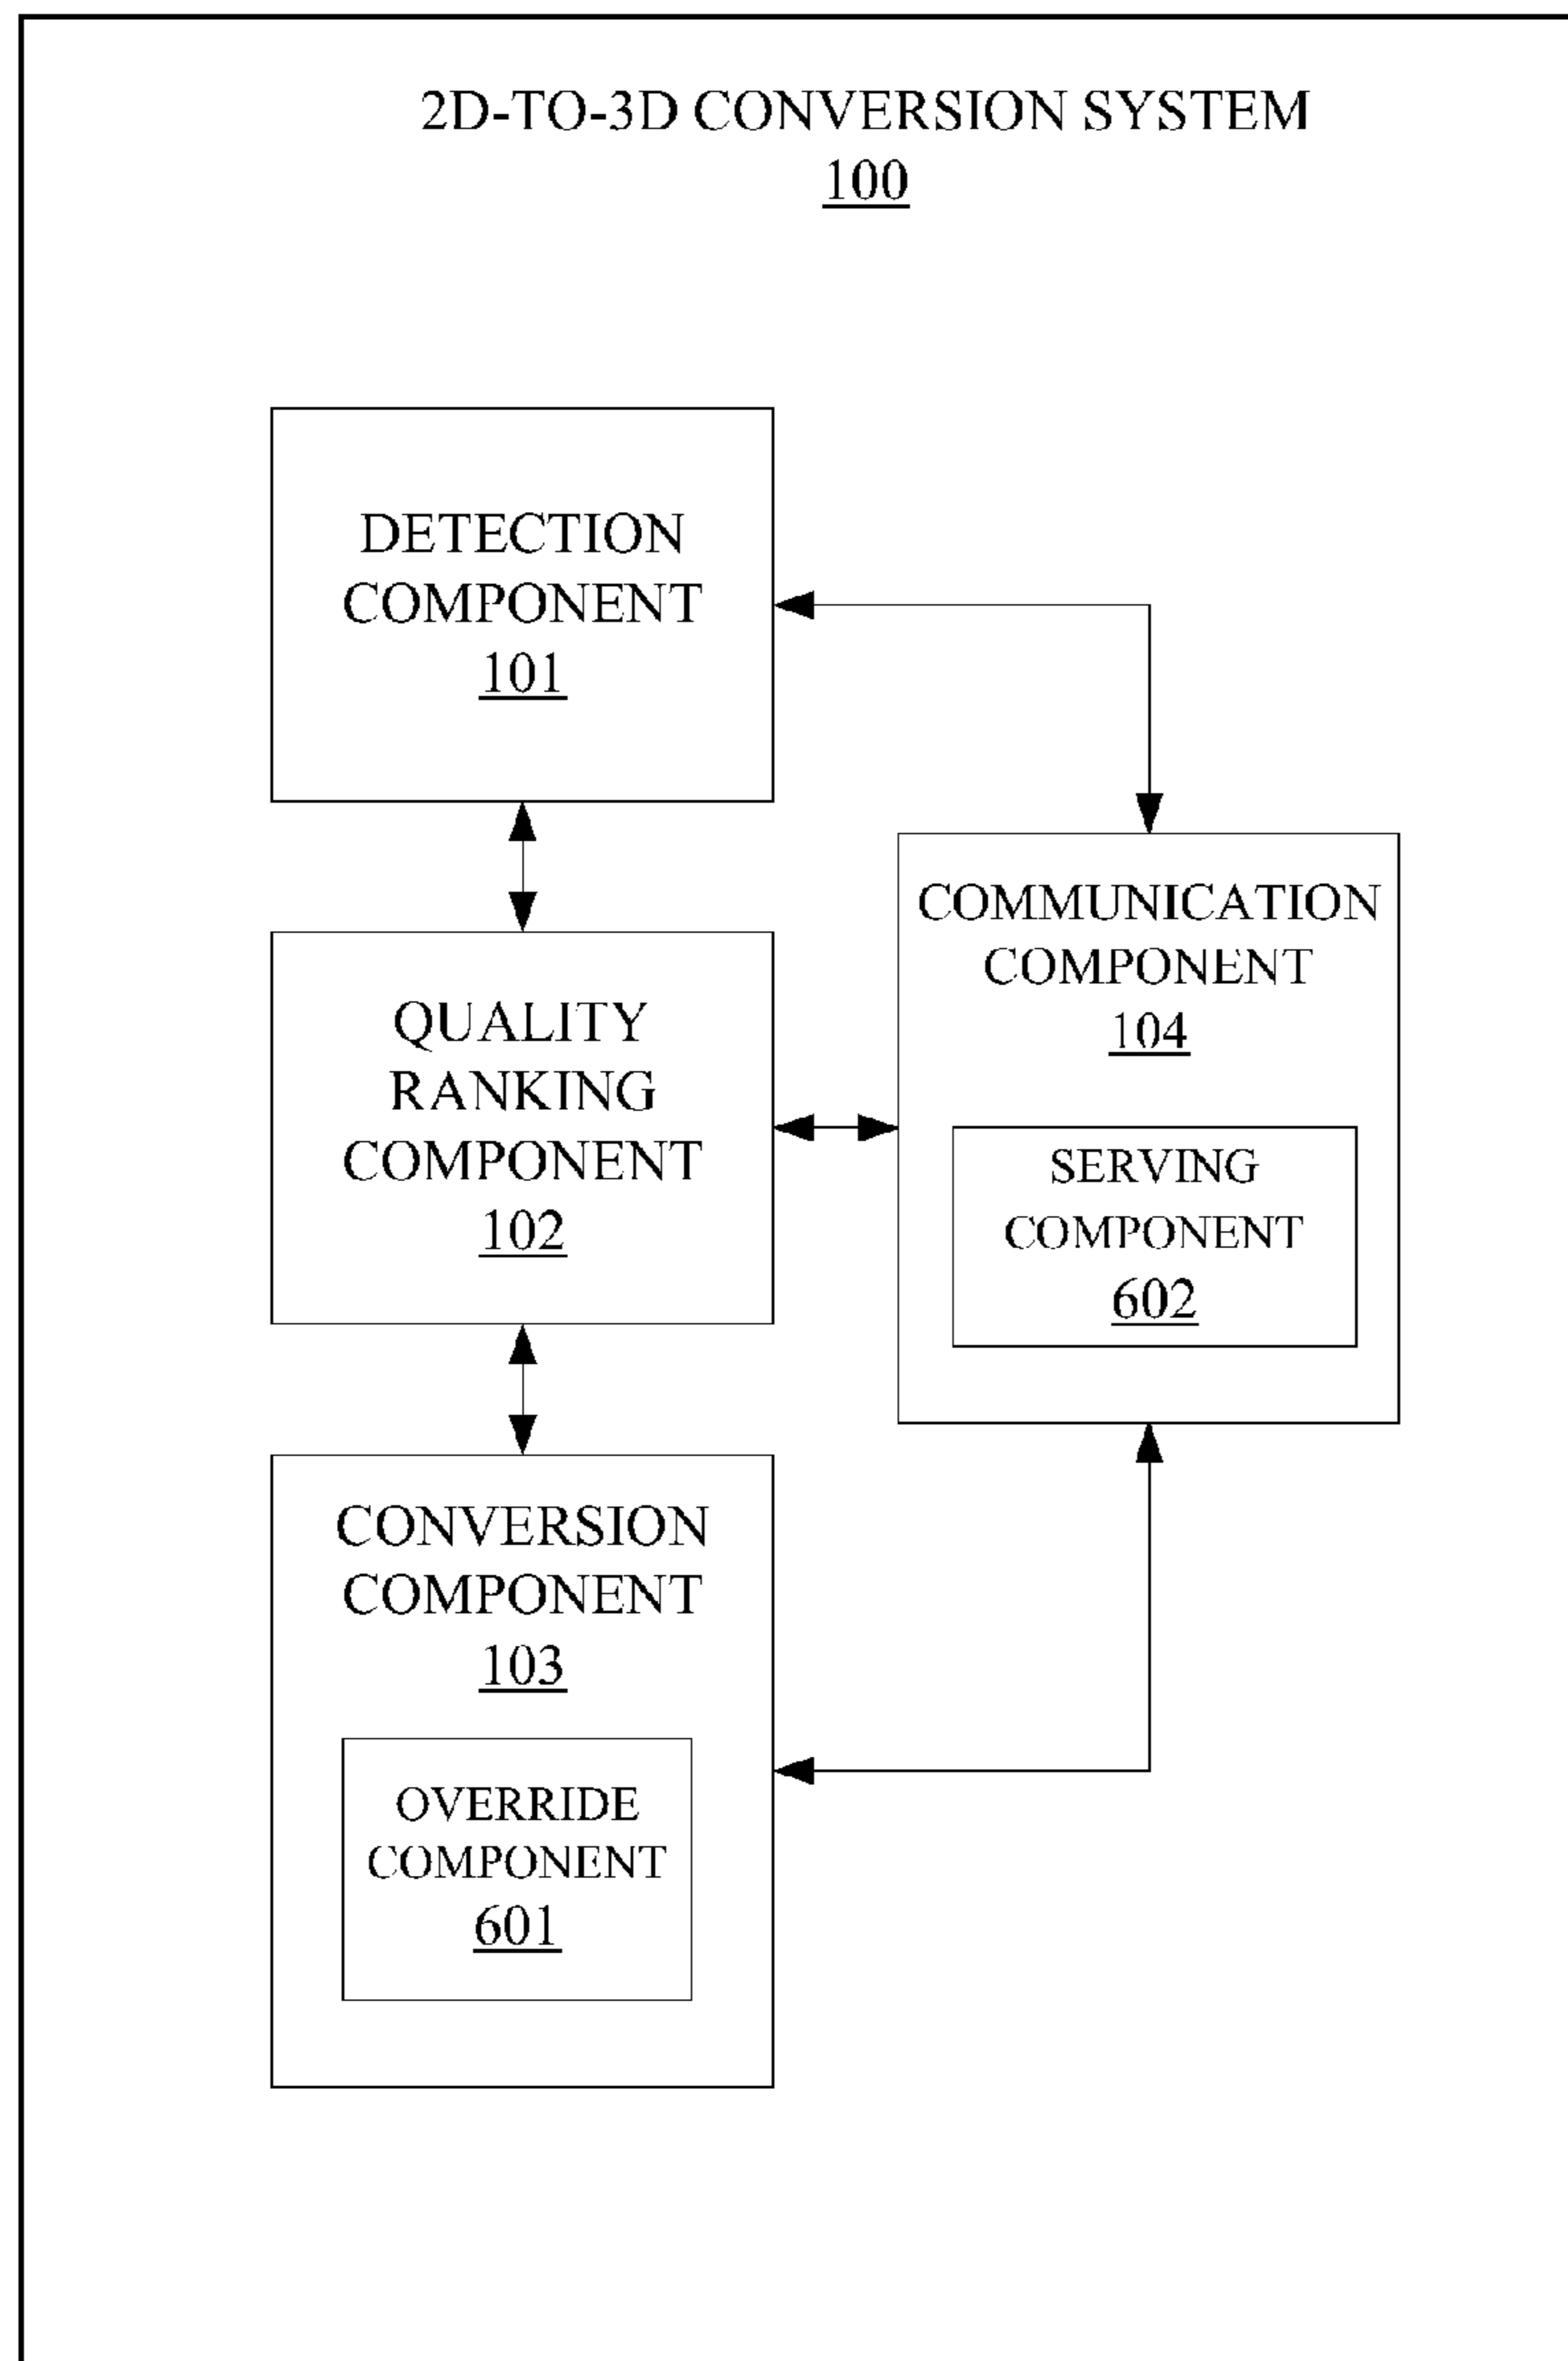 2D-TO-3D CONVERSION SYSTEM
100
DETECTION
COMPONENT
101
QUALITY
RANKING
COMPONENT
102
COMMUNICATION
COMPONENT
104
SERVING
COMPONENT
602
CONVERSION
COMPONENT
103
OVERRIDE
COMPONENT
601